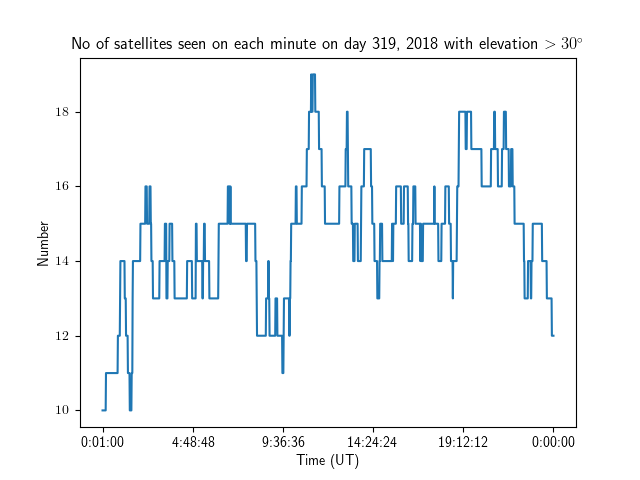 No of satellites seen on each minute on day 319, 2018 with elevation > 30°
18
16
14
12
10
Number
0:01:00 4:48:48 9:36:36 14:24:24 19:12:12 0:00:00
Time (UT)